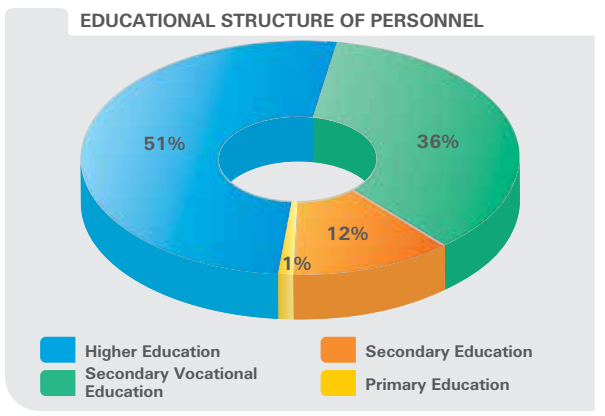 EDUCATIONAL STRUCTURE OF PERSONNEL
51%
36%
12%
1%
Higher Education
Secondary Vocational
Education
Secondary Education
Primary Education